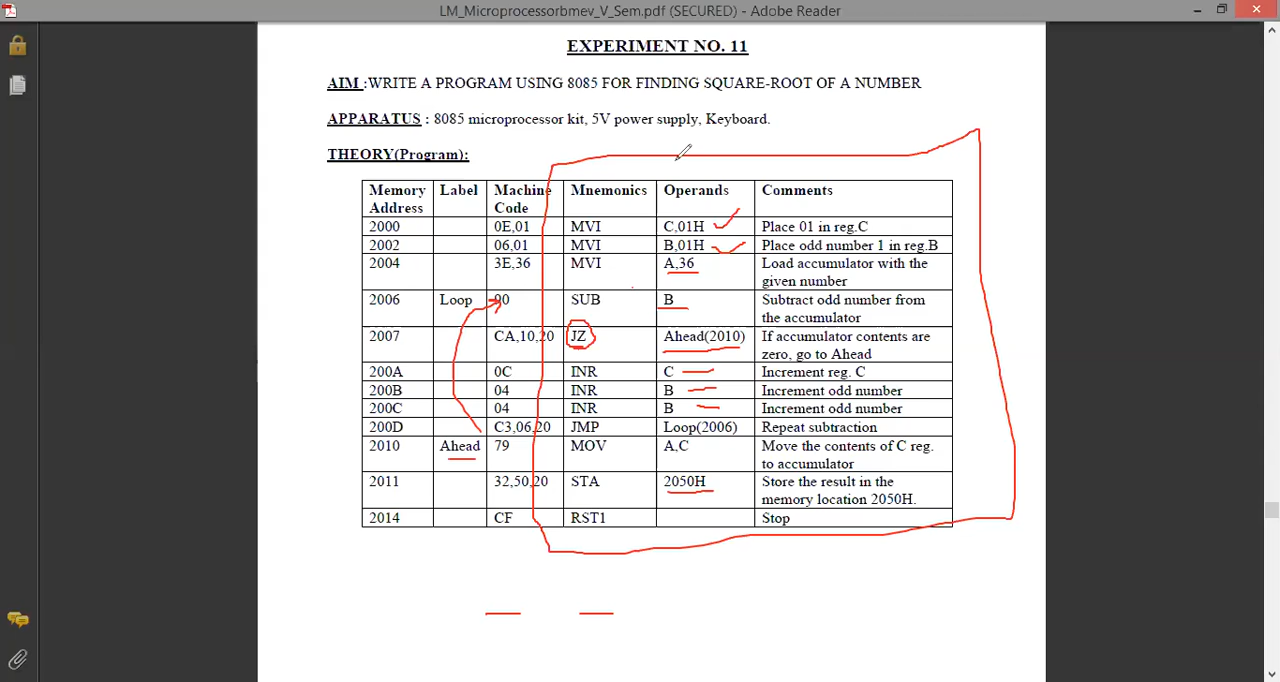 LM_Microprocessorbmev_V_Sem.pdf (SECURED) - Adobe Reader
EXPERIMENT NO. 11
AIM :WRITE A PROGRAM USING 8085 FOR FINDING SQUARE-ROOT OF A NUMBER
APPARATUS : 8085 microprocessor kit, 5V power supply, Keyboard.
THEORY(Program):
Memory Address Label Machine Code Mnemonics Operands Comments
2000 0E,01 MVI C,01H Place 01 in reg.C
2002 06,01 MVI B,01H Place odd number 1 in reg.B
2004 3E,36 MVI A,36 Load accumulator with the
given number
2006 Loop 90 SUB B Subtract odd number from
the accumulator
2007 CA,10,20 JZ Ahead(2010) If accumulator contents are
zero, go to Ahead
200A 0C INR C Increment reg. C
200B 04 INR B Increment odd number
200C 04 INR B Increment odd number
200D C3,06,20 JMP Loop(2006) Repeat subtraction
2010 Ahead 79 MOV A,C Move the contents of C reg.
to accumulator
2011 32,50,20 STA 2050H Store the result in the
memory location 2050H.
2014 CF RST1 Stop